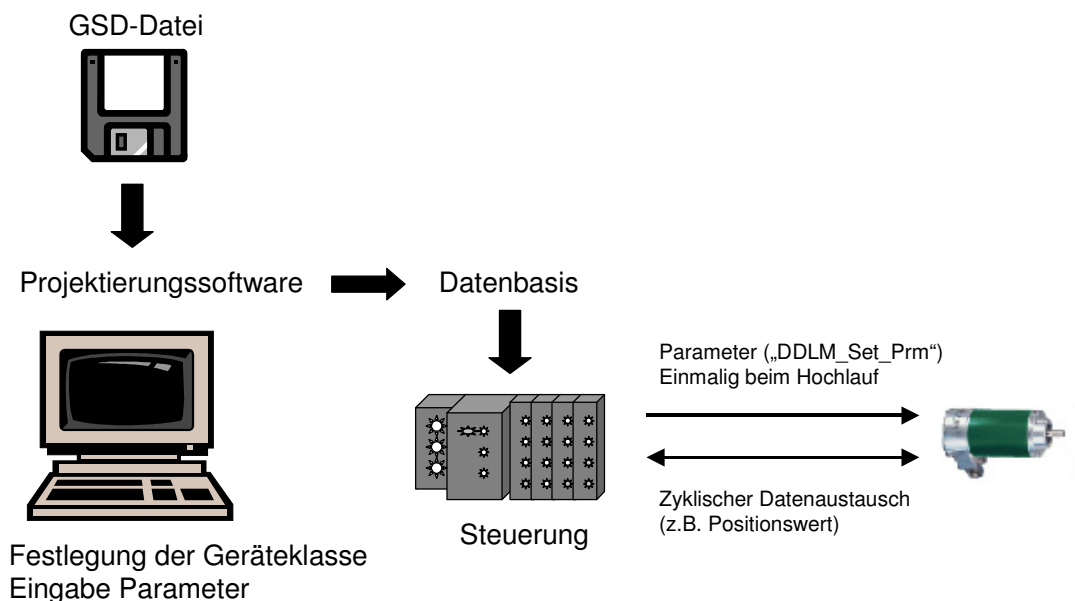 GSD-Datei
Projektierungssoftware
Datenbasis
Parameter („DDLM_Set_Prm“)
Einmalig beim Hochlauf
Zyklischer Datenaustausch
(z.B. Positionswert)
Steuerung
Festlegung der Geräteklasse
Eingabe Parameter